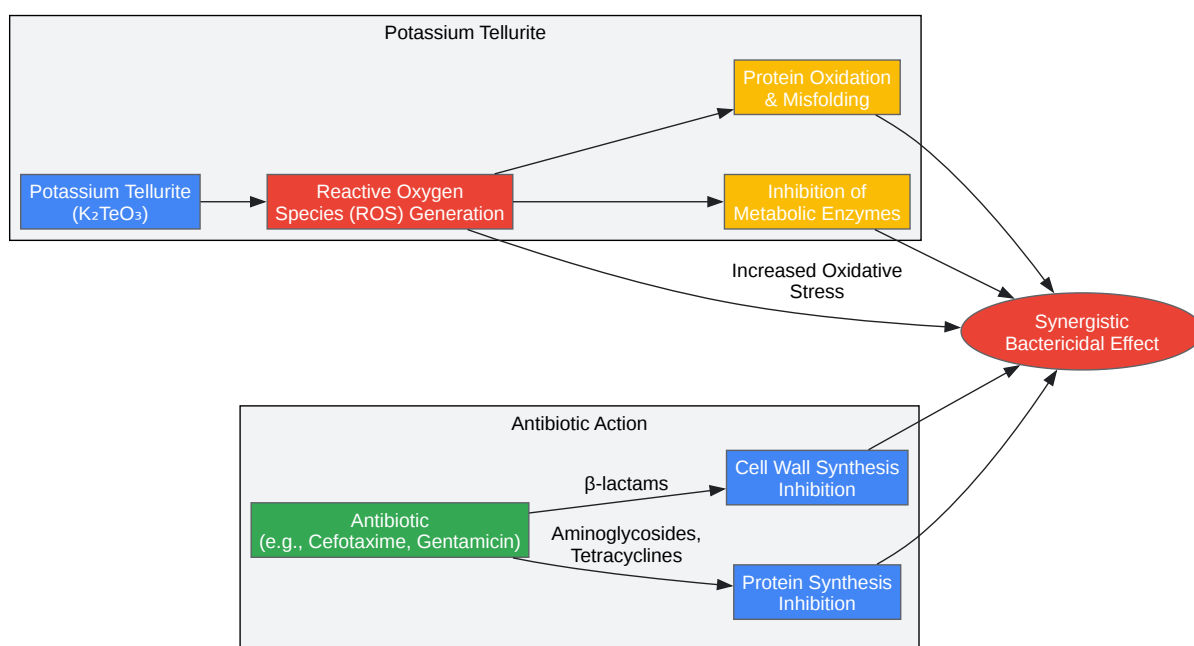 Potassium Tellurite
Protein Oxidation
& Misfolding
Potassium Tellurite
(K₂TeO₃)
Reactive Oxygen
Species (ROS) Generation
Inhibition of
Metabolic Enzymes
Increased Oxidative
Stress
Synergistic
Bactericidal Effect
Antibiotic Action
Cell Wall Synthesis
Inhibition
β-lactams
Antibiotic
(e.g., Cefotaxime, Gentamicin)
Aminoglycosides,
Tetracyclines
Protein Synthesis
Inhibition